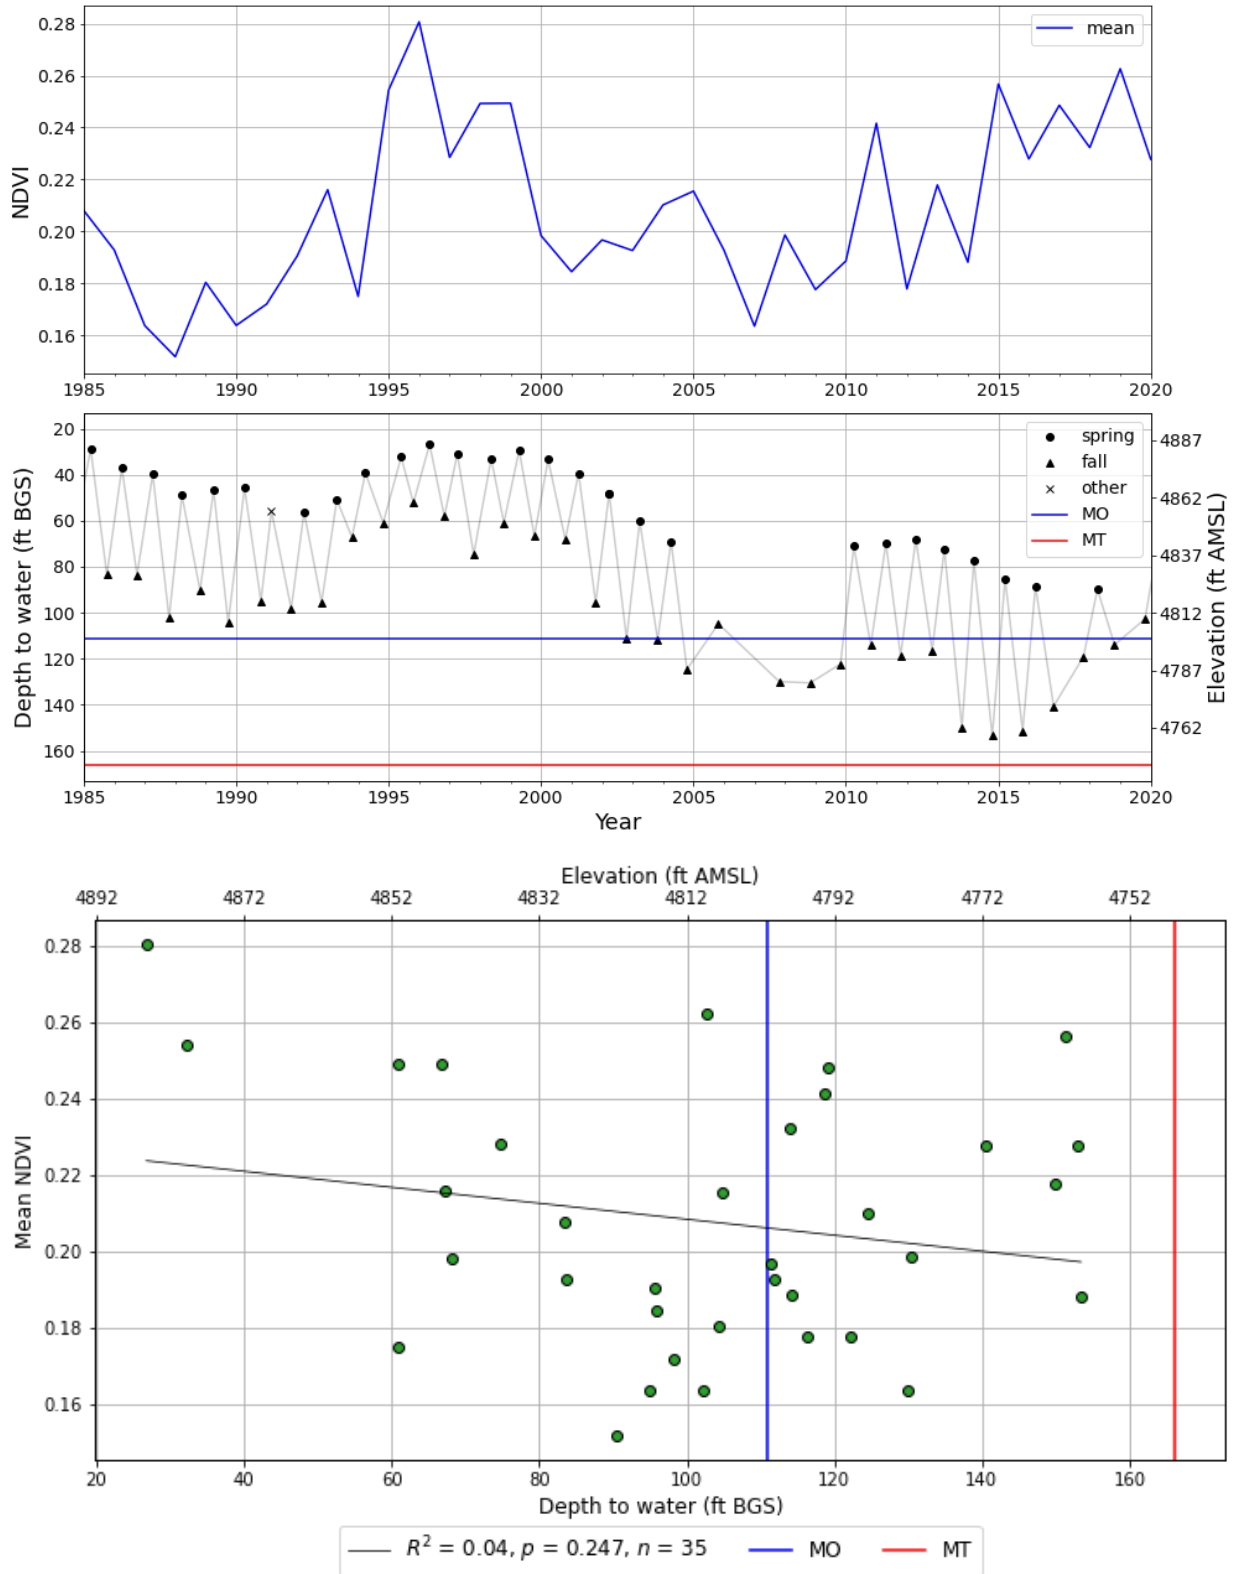 0.28
0.26
0.24
0.22
0.20
0.18
0.16
NDVI
mean
1985 1990 1995 2000 2005 2010 2015 2020
20
40
60
80
100
120
140
160
Depth to water (ft BGS)
spring
fall
other
MO
MT
4887
4862
4837
4812
4787
4762
Elevation (ft AMSL)
1985 1990 1995 2000 2005 2010 2015 2020
Year
Elevation (ft AMSL)
4892 4872 4852 4832 4812 4792 4772 4752
0.28
0.26
0.24
0.22
0.20
0.18
0.16
Mean NDVI
20 40 60 80 100 120 140 160
Depth to water (ft BGS)
R² = 0.04, p = 0.247, n = 35 MO MT